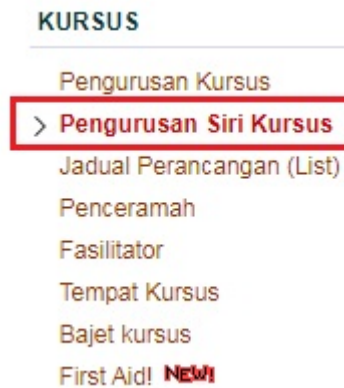 KURSUS
Pengurusan Kursus
> Pengurusan Siri Kursus
Jadual Perancangan (List)
Penceramah
Fasilitator
Tempat Kursus
Bajet kursus
First Aid! NEW!